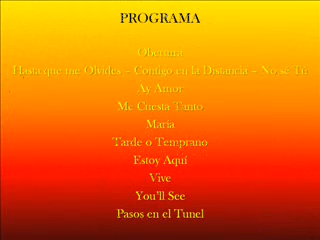 PROGRAMA
Obertura
Hasta que me Olvides – Contigo en la Distancia – No sé Tú
Ay Amor
Me Cuesta Tanto
María
Tarde o Temprano
Estoy Aquí
Vive
You'll See
Pasos en el Tunel